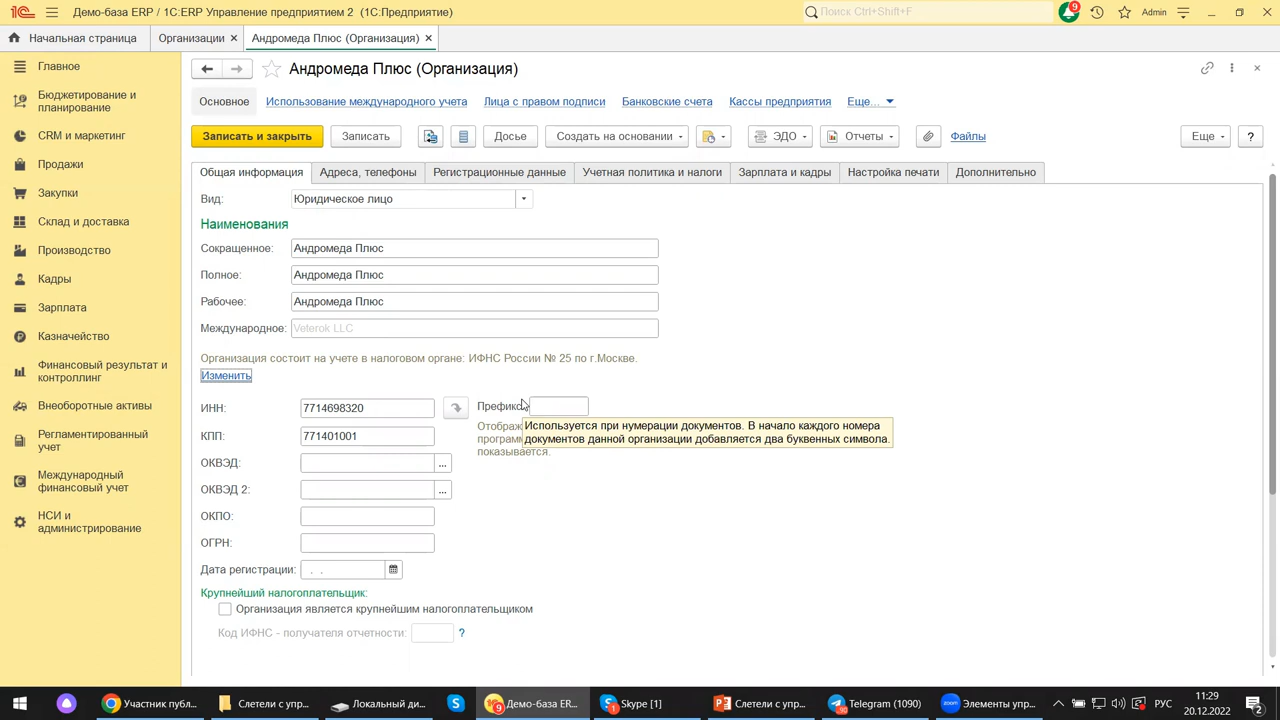 Демо-база ERP / 1С:ERP Управление предприятием 2 (1С:Предприятие)
Поиск Ctrl+Shift+F
9
Admin
Начальная страница
Организации ×
Андромеда Плюс (Организация) ×
Главное
Бюджетирование и
планирование
CRM и маркетинг
Продажи
Закупки
Склад и доставка
Производство
Кадры
Зарплата
Казначейство
Финансовый результат и
контроллинг
Внеоборотные активы
Регламентированный
учет
Международный
финансовый учет
НСИ и
администрирование
Андромеда Плюс (Организация)
Основное Использование международного учета Лица с правом подписи Банковские счета Кассы предприятия Еще...
Записать и закрыть Записать Досье Создать на основании ЭДО Отчеты Файлы Еще ?
Общая информация Адреса, телефоны Регистрационные данные Учетная политика и налоги Зарплата и кадры Настройка печати Дополнительно
Вид: Юридическое лицо
Наименования
Сокращенное: Андромеда Плюс
Полное: Андромеда Плюс
Рабочее: Андромеда Плюс
Международное: Veterok LLC
Организация состоит на учете в налоговом органе: ИФНС России № 25 по г.Москве.
Изменить
ИНН: 7714698320
Префикс
Используется при нумерации документов. В начало каждого номера
документов данной организации добавляется два буквенных символа.
показывается.
КПП: 771401001
ОКВЭД: ...
ОКВЭД 2: ...
ОКПО:
ОГРН:
Дата регистрации: . .
Крупнейший налогоплательщик:
Организация является крупнейшим налогоплательщиком
Код ИФНС - получателя отчетности: ?
Участник публ...
Слетели с упр...
Локальный ди...
Демо-база ER...
Skype [1]
Слетели с упр...
Telegram (1090)
Элементы упр...
РУС
11:29
20.12.2022
2